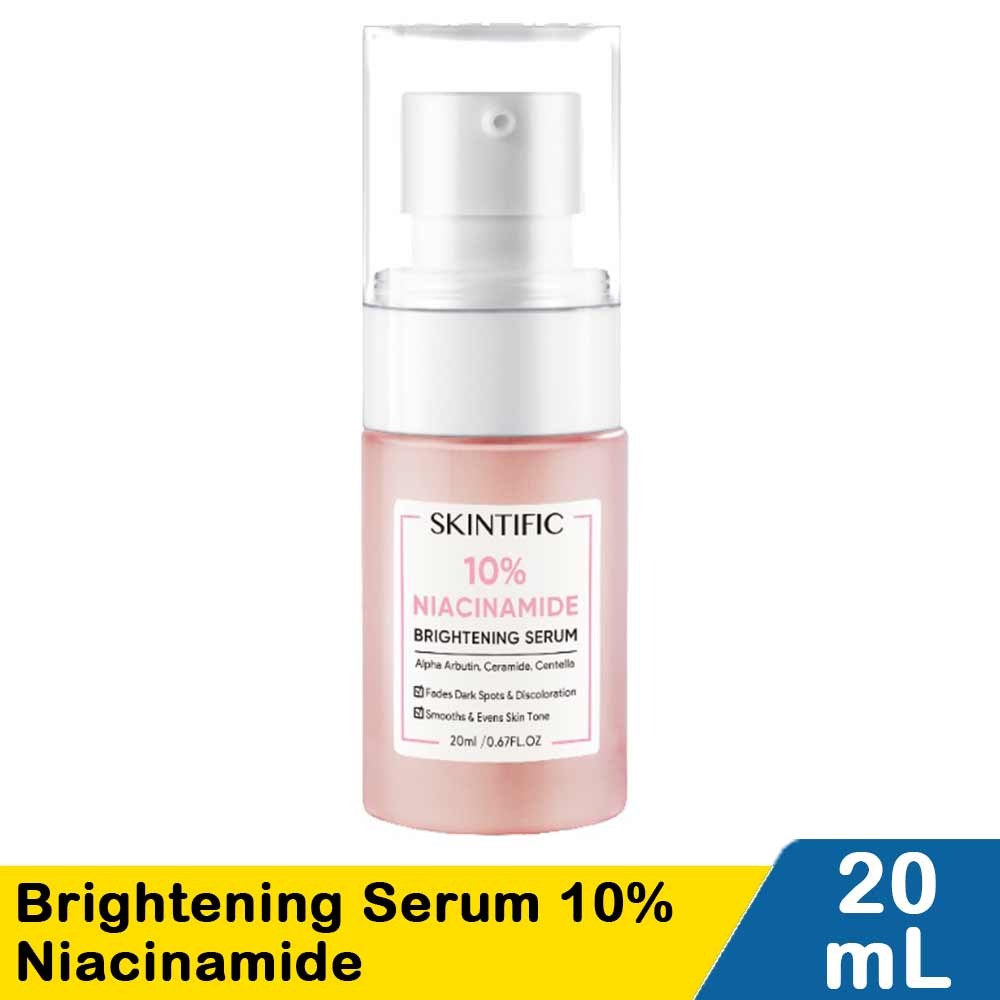 SKINTIFIC
10%
NIACINAMIDE
BRIGHTENING SERUM
Alpha Arbutin, Ceramide, Centella
Fades Dark Spots & Discoloration
Smooths & Evens Skin Tone
20ml /0.67FL.OZ
Brightening Serum 10%
Niacinamide
20
mL